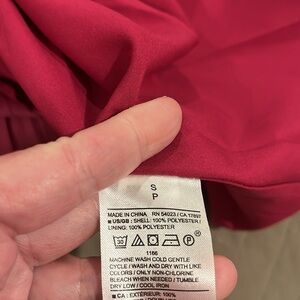 S
P
MADE IN CHINA RN 54023 / CA 17897
■ US/GB : SHELL: 100% POLYESTER /
LINING: 100% POLYESTER
30 P
1166
MACHINE WASH COLD GENTLE
CYCLE / WASH AND DRY WITH LIKE
COLORS / ONLY NON-CHLORINE
BLEACH WHEN NEEDED / TUMBLE
DRY LOW / COOL IRON
■ CA : EXTÉRIEUR: 100%